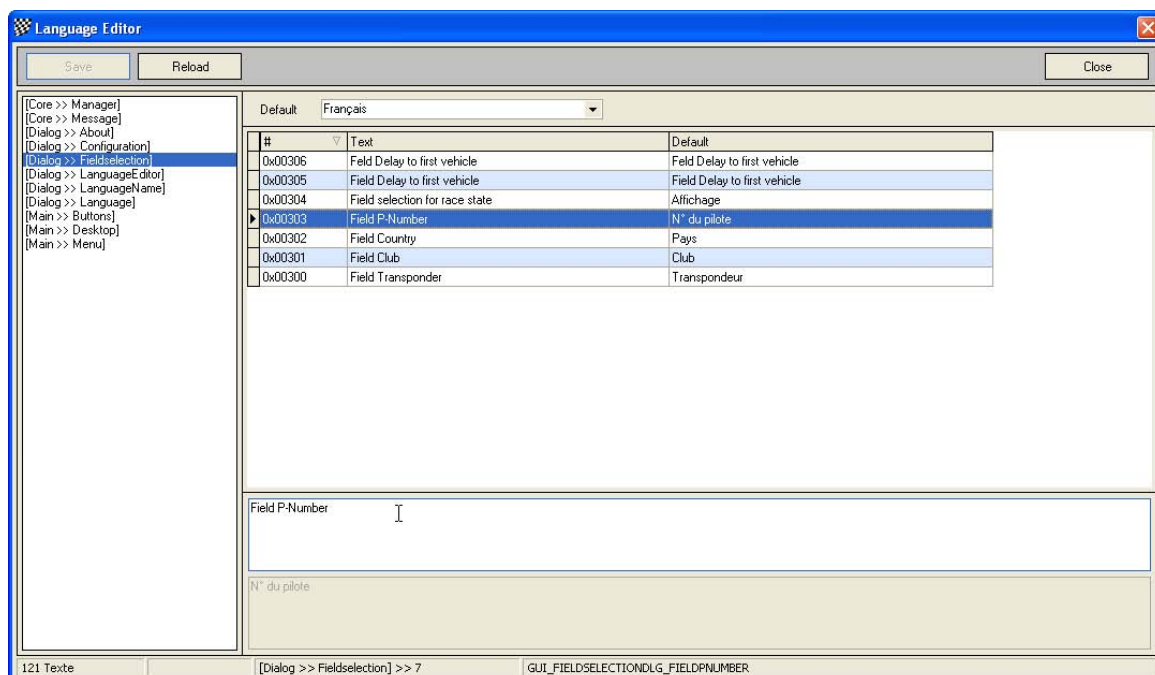 Language Editor
Save Reload Close
[Core >> Manager]
[Core >> Message]
[Dialog >> About]
[Dialog >> Configuration]
[Dialog >> Fieldselection]
[Dialog >> LanguageEditor]
[Dialog >> LanguageName]
[Dialog >> Language]
[Main >> Buttons]
[Main >> Desktop]
[Main >> Menu]
Default Français
# Text Default
0x00306 Feld Delay to first vehicle Feld Delay to first vehicle
0x00305 Field Delay to first vehicle Field Delay to first vehicle
0x00304 Field selection for race state Affichage
0x00303 Field P-Number N° du pilote
0x00302 Field Country Pays
0x00301 Field Club Club
0x00300 Field Transponder Transpondeur
Field P-Number
N° du pilote
121 Texte [Dialog >> Fieldselection] >> 7 GUI_FIELDSELECTIONDLG_FIELDPNUMBER